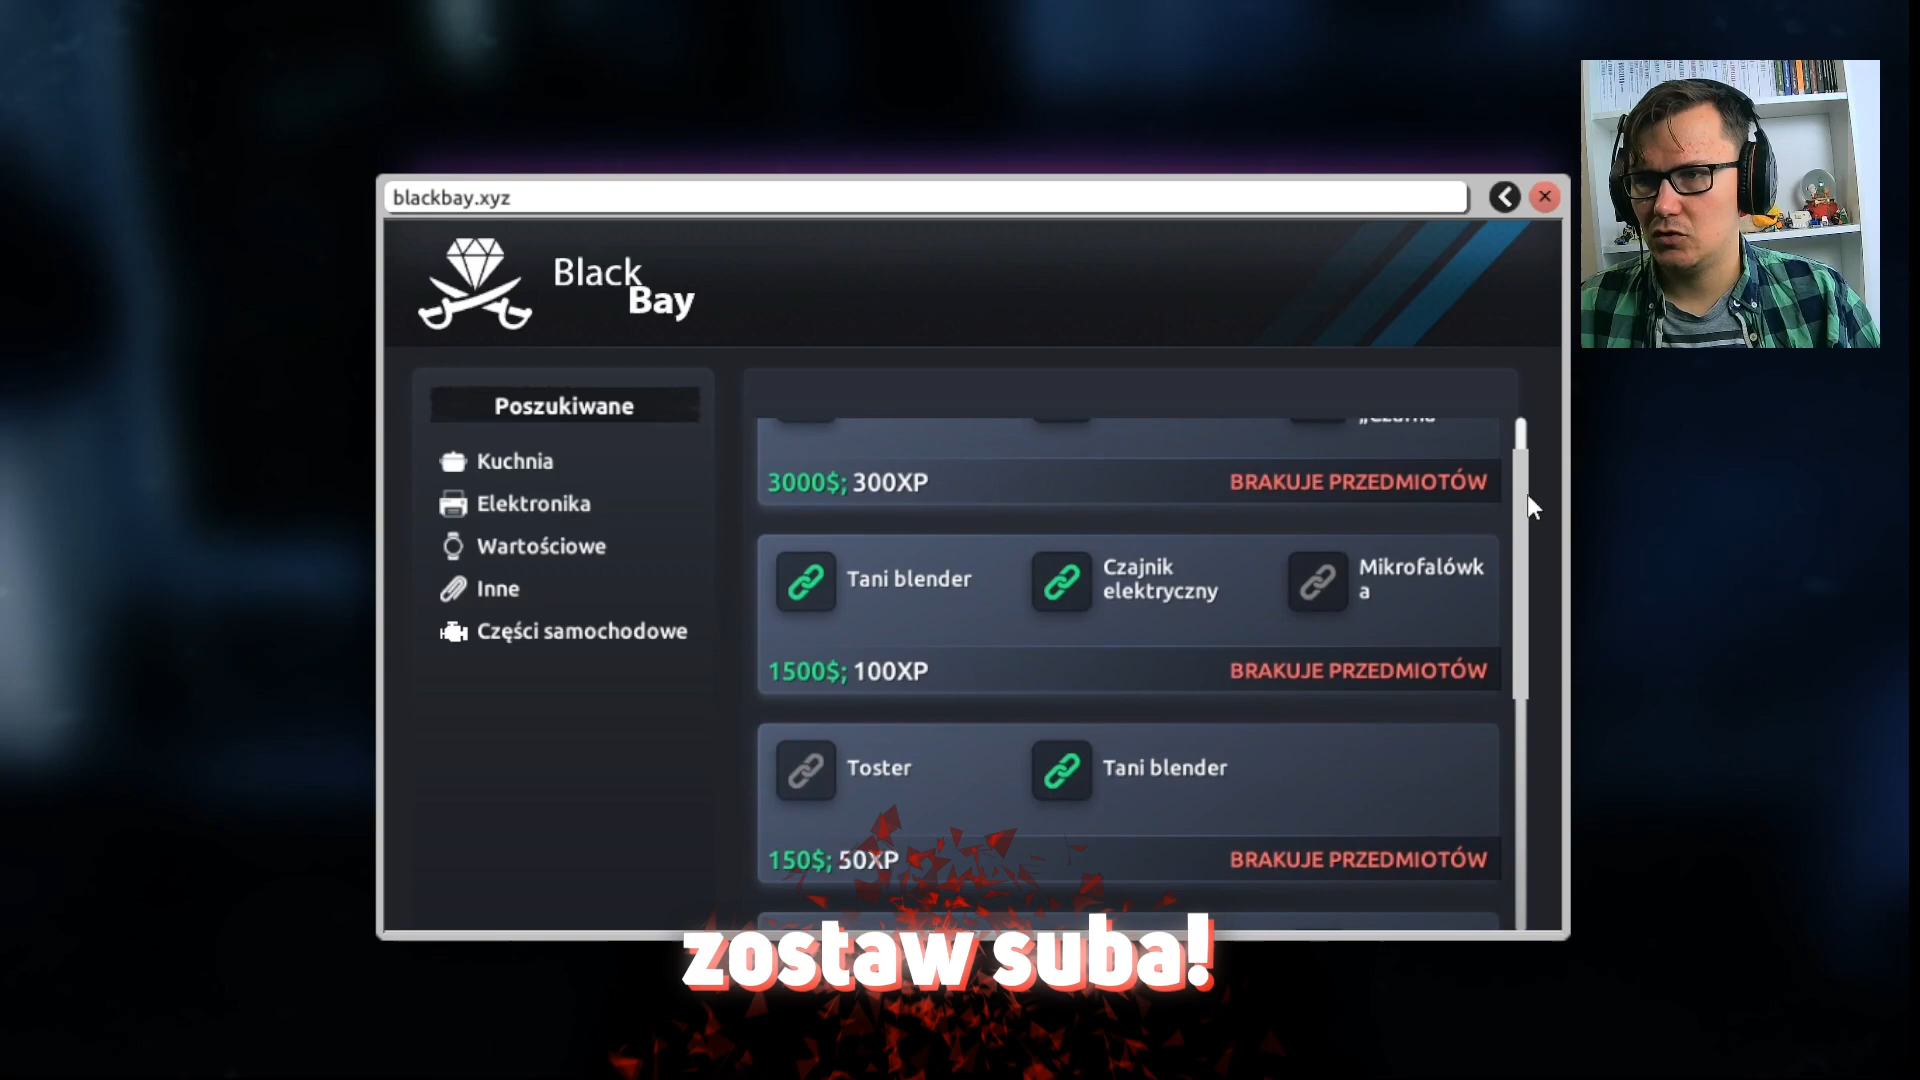 blackbay.xyz
Black
Bay
Poszukiwane
Kuchnia
Elektronika
Wartościowe
Inne
Części samochodowe
„Czarna
3000$; 300XP
BRAKUJE PRZEDMIOTÓW
Tani blender
Czajnik
elektryczny
Mikrofalówk
a
1500$; 100XP
BRAKUJE PRZEDMIOTÓW
Toster
Tani blender
150$; 50XP
BRAKUJE PRZEDMIOTÓW
zostaw suba!